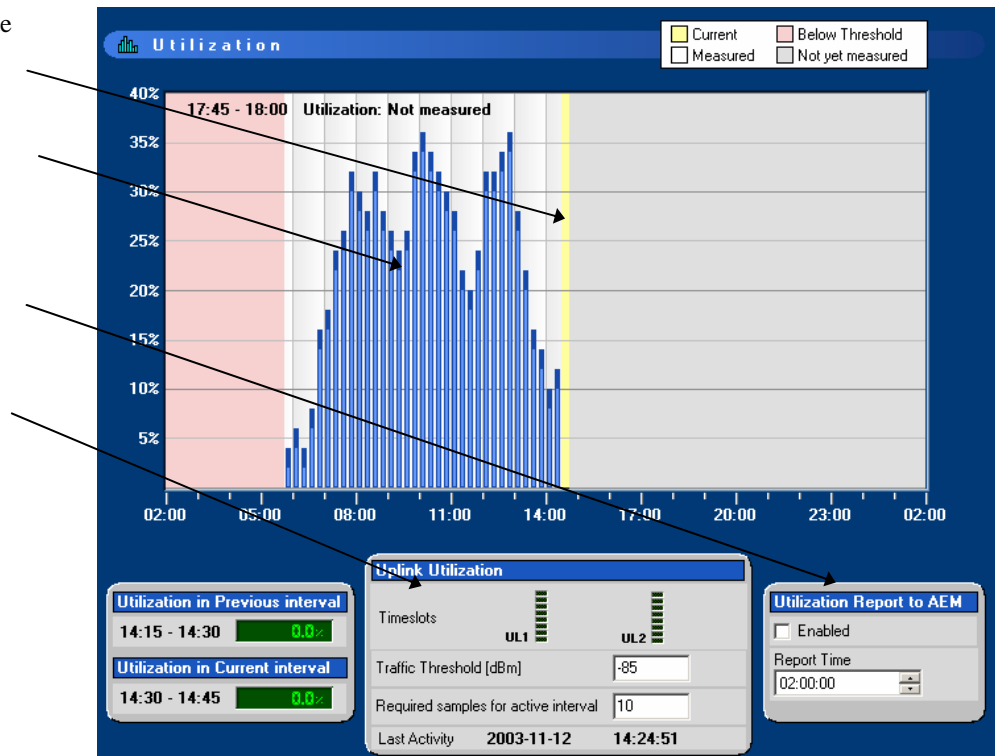 e
Utilization
Current
Below Threshold
Measured
Not yet measured
17:45 - 18:00 Utilization: Not measured
40%
35%
30%
25%
20%
15%
10%
5%
02:00 05:00 08:00 11:00 14:00 17:00 20:00 23:00 02:00
Utilization in Previous interval
14:15 - 14:30 0.0%
Utilization in Current interval
14:30 - 14:45 0.0%
Uplink Utilization
Timeslots UL1 UL2
Traffic Threshold [dBm] -85
Required samples for active interval 10
Last Activity 2003-11-12 14:24:51
Utilization Report to AEM
Enabled
Report Time
02:00:00